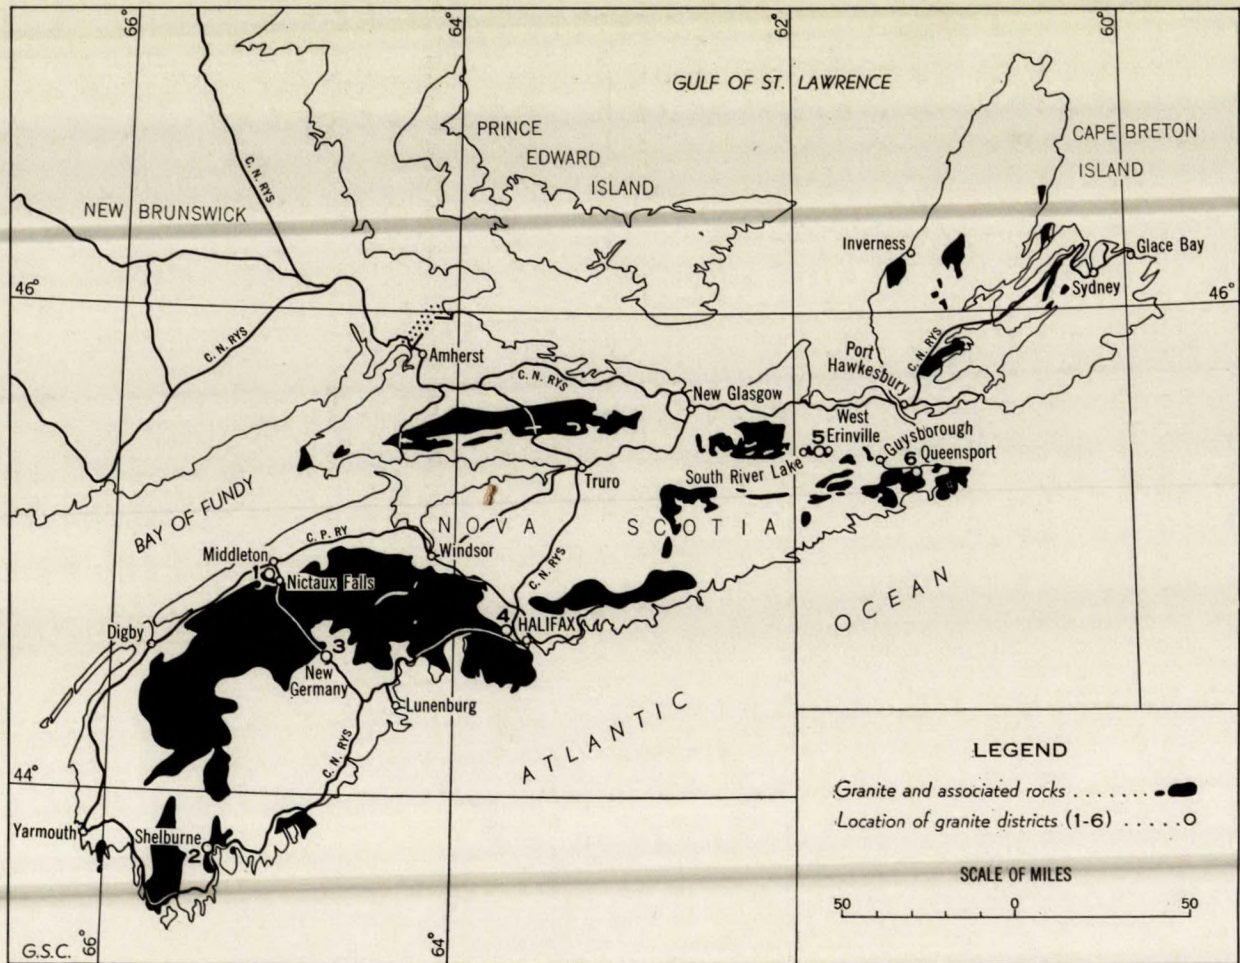 66°
64°
62°
60°
GULF OF ST. LAWRENCE
PRINCE
EDWARD
ISLAND
CAPE BRETON
ISLAND
C. N. RYS
NEW BRUNSWICK
Inverness
Glace Bay
Sydney
46°
46°
C. N. RYS
Amherst
C. N. RYS
Port
Hawkesbury
C. N. RYS
New Glasgow
West
5 Erinville
Guysborough
6 Queensport
South River Lake
Truro
BAY OF FUNDY
NOVA SCOTIA
C. P. RY
Windsor
C. N. RYS
Middleton
1
Nictaux Falls
OCEAN
4
HALIFAX
Digby
3
New
Germany
Lunenburg
ATLANTIC
C. N. RYS
44°
Yarmouth
Shelburne
2
LEGEND
Granite and associated rocks .......
Location of granite districts (1-6) .....
SCALE OF MILES
50 0 50
G.S.C.
66°
64°